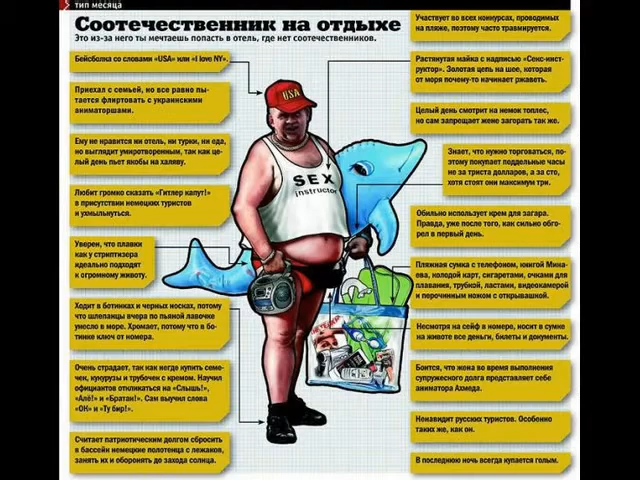 тип месяца
Соотечественник на отдыхе
Это из-за него ты мечтаешь попасть в отель, где нет соотечественников.
Бейсболка со словами «USA» или «I love NY».
Приехал с семьей, но все равно пы-
тается флиртовать с украинскими
аниматоршами.
Ему не нравится ни отель, ни турки, ни еда,
но выглядит умиротворенным, так как це-
лый день пьет якобы на халяву.
Любит громко сказать «Гитлер капут!»
в присутствии немецких туристов
и ухмыльнуться.
Уверен, что плавки
как у стриптизера
идеально подходят
к огромному животу.
Ходит в ботинках и черных носках, потому
что шлепанцы вчера по пьяной лавочке
унесло в море. Хромает, потому что в бо-
тинке ключ от номера.
Очень страдает, так как негде купить семе-
чек, кукурузы и трубочек с кремом. Научил
официантов откликаться на «Слышь!»,
«Алё!» и «Братан!». Сам выучил слова
«ОН» и «Ту бир!».
Считает патриотическим долгом сбросить
в бассейн немецкие полотенца с лежаков,
занять их и оборонять до захода солнца.
USA
SEX
instructor
Участвует во всех конкурсах, проводимых
на пляже, поэтому часто травмируется.
Растянутая майка с надписью «Секс-инст-
руктор». Золотая цепь на шее, которая
от моря почему-то начинает ржаветь.
Целый день смотрит на немок топлес,
но сам запрещает жене загорать так же.
Знает, что нужно торговаться, по-
этому покупает поддельные часы
не за триста долларов, а за сто,
хотя стоят они максимум три.
Обильно использует крем для загара.
Правда, уже после того, как сильно обго-
рел в первый день.
Пляжная сумка с телефоном, книгой Мина-
ева, колодой карт, сигаретами, очками для
плавания, трубкой, ластами, видеокамерой
и перочинным ножом с открывашкой.
Несмотря на сейф в номере, носит в сумке
на животе все деньги, билеты и документы.
Боится, что жена во время выполнения
супружеского долга представляет себе
аниматора Ахмеда.
Ненавидит русских туристов. Особенно
таких же, как он.
В последнюю ночь всегда купается голым.